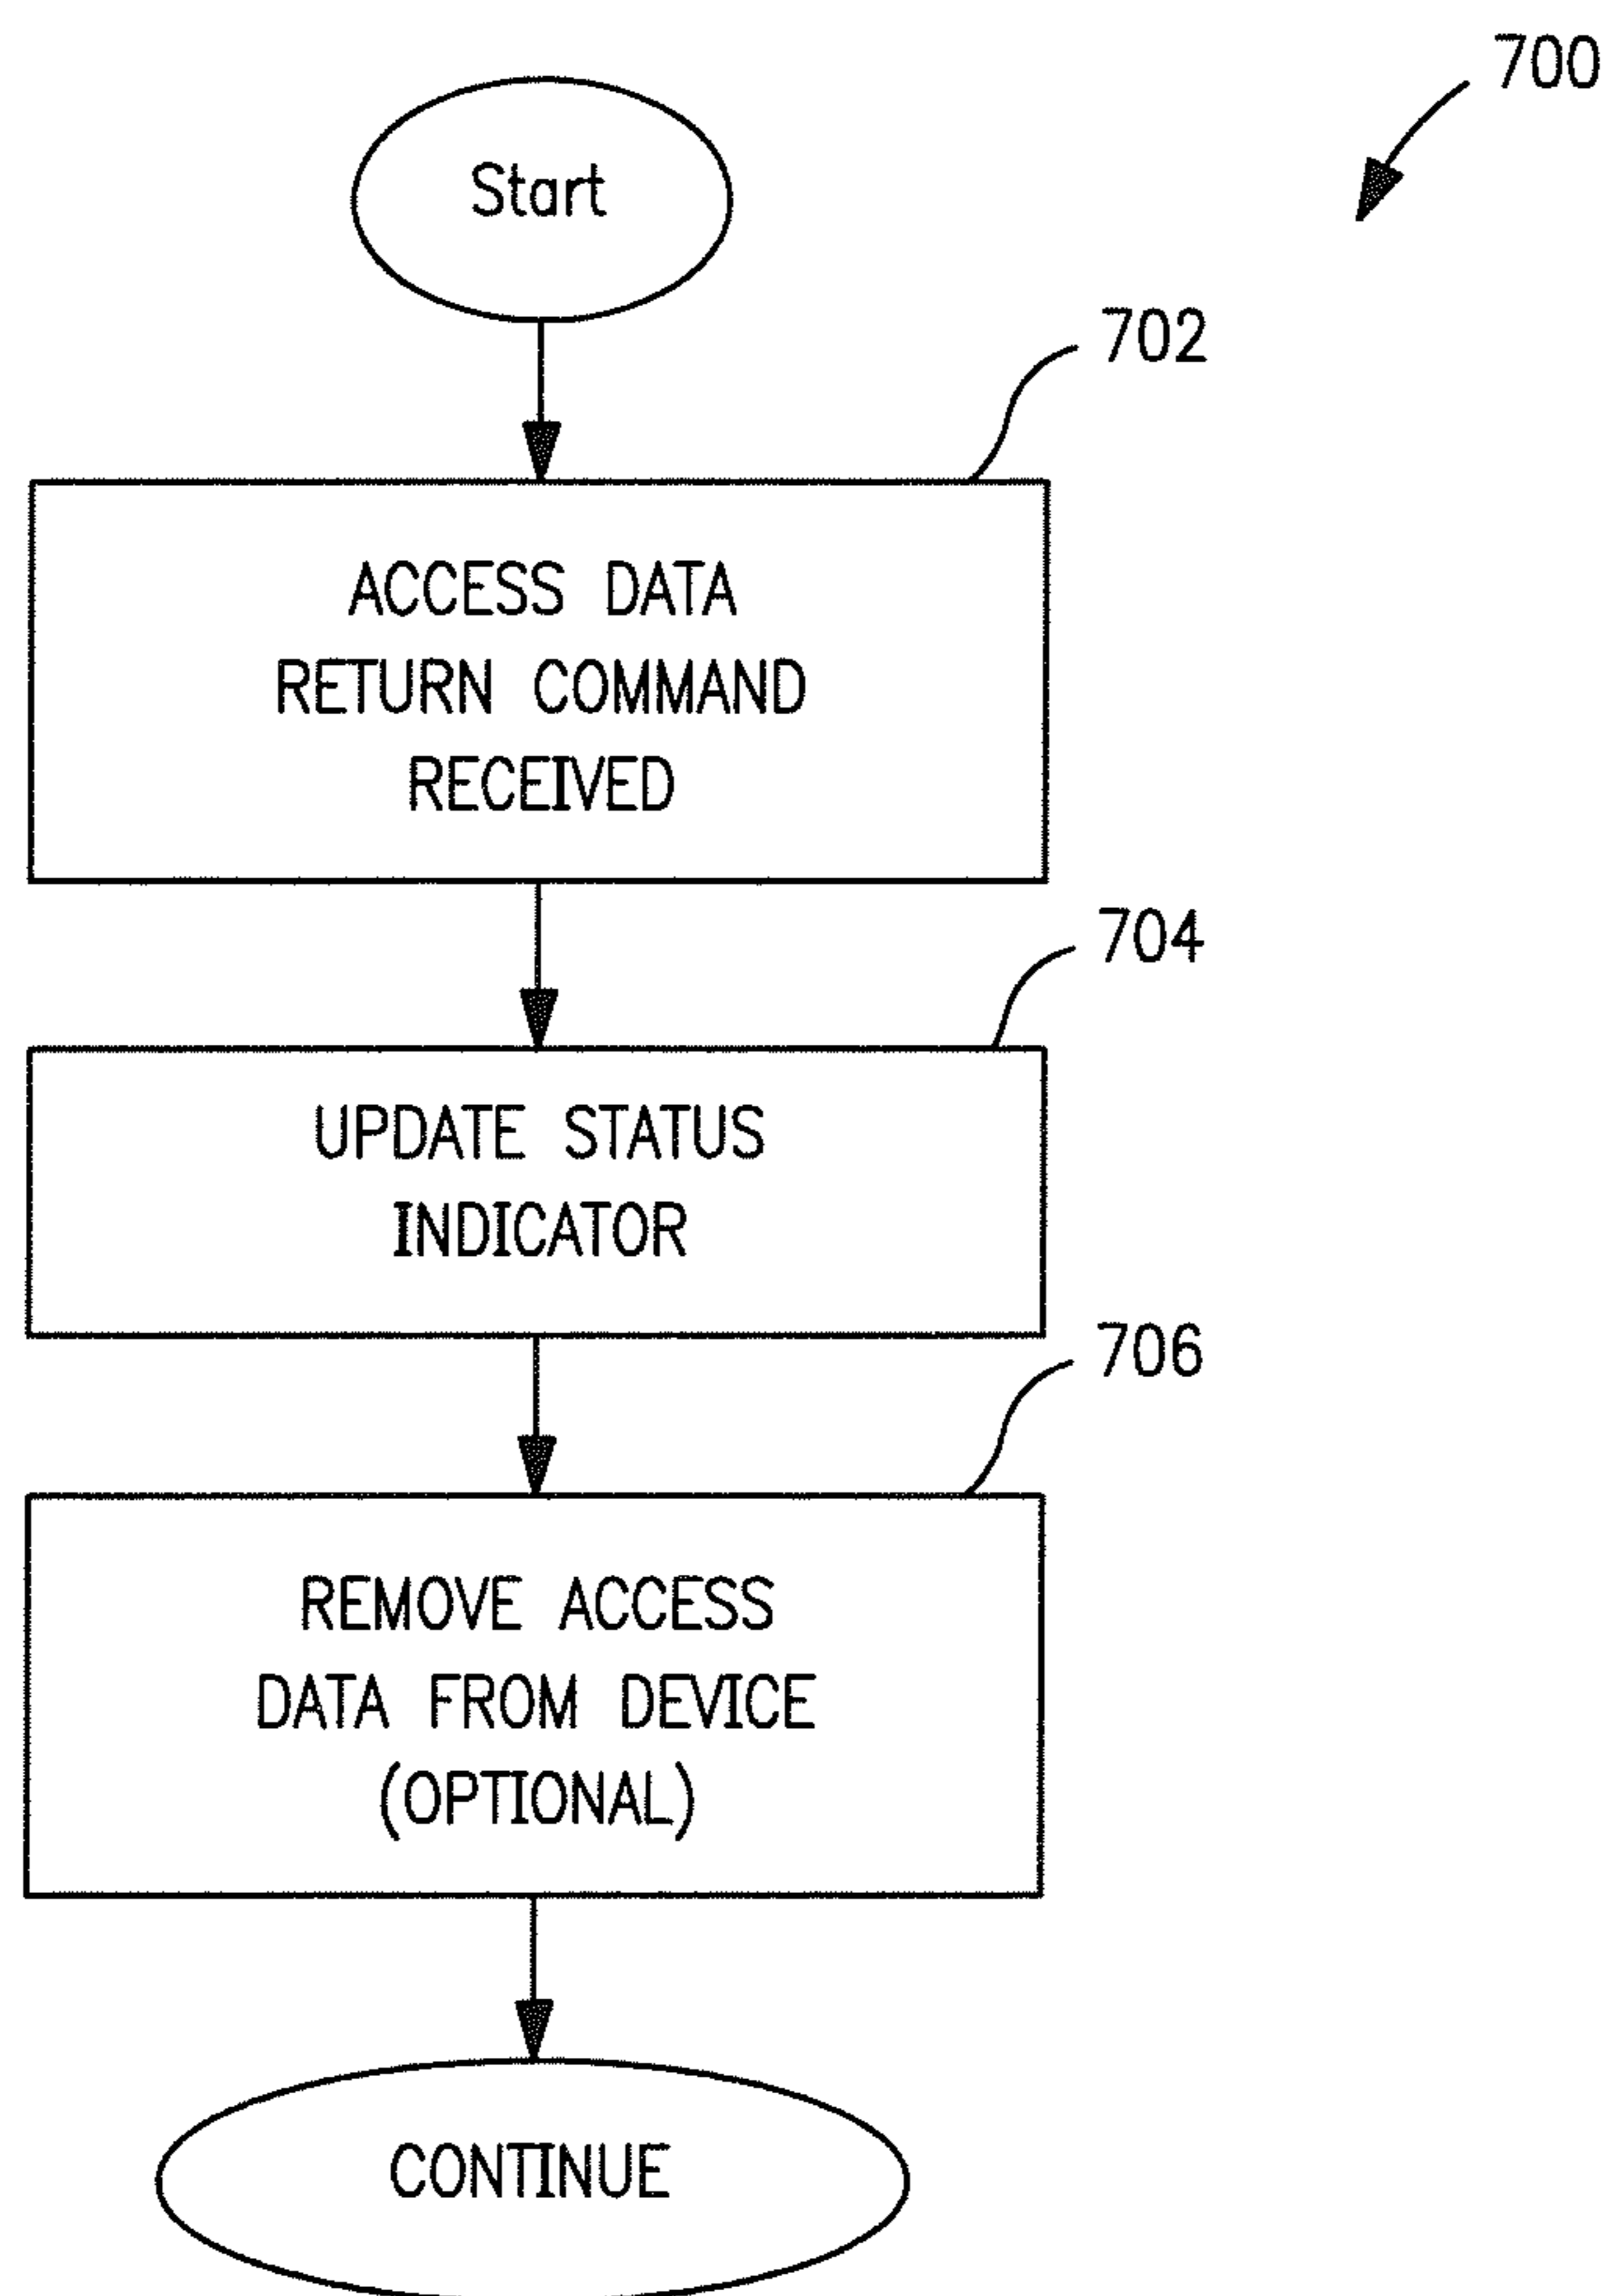 700
Start
702
ACCESS DATA
RETURN COMMAND
RECEIVED
704
UPDATE STATUS
INDICATOR
706
REMOVE ACCESS
DATA FROM DEVICE
(OPTIONAL)
CONTINUE